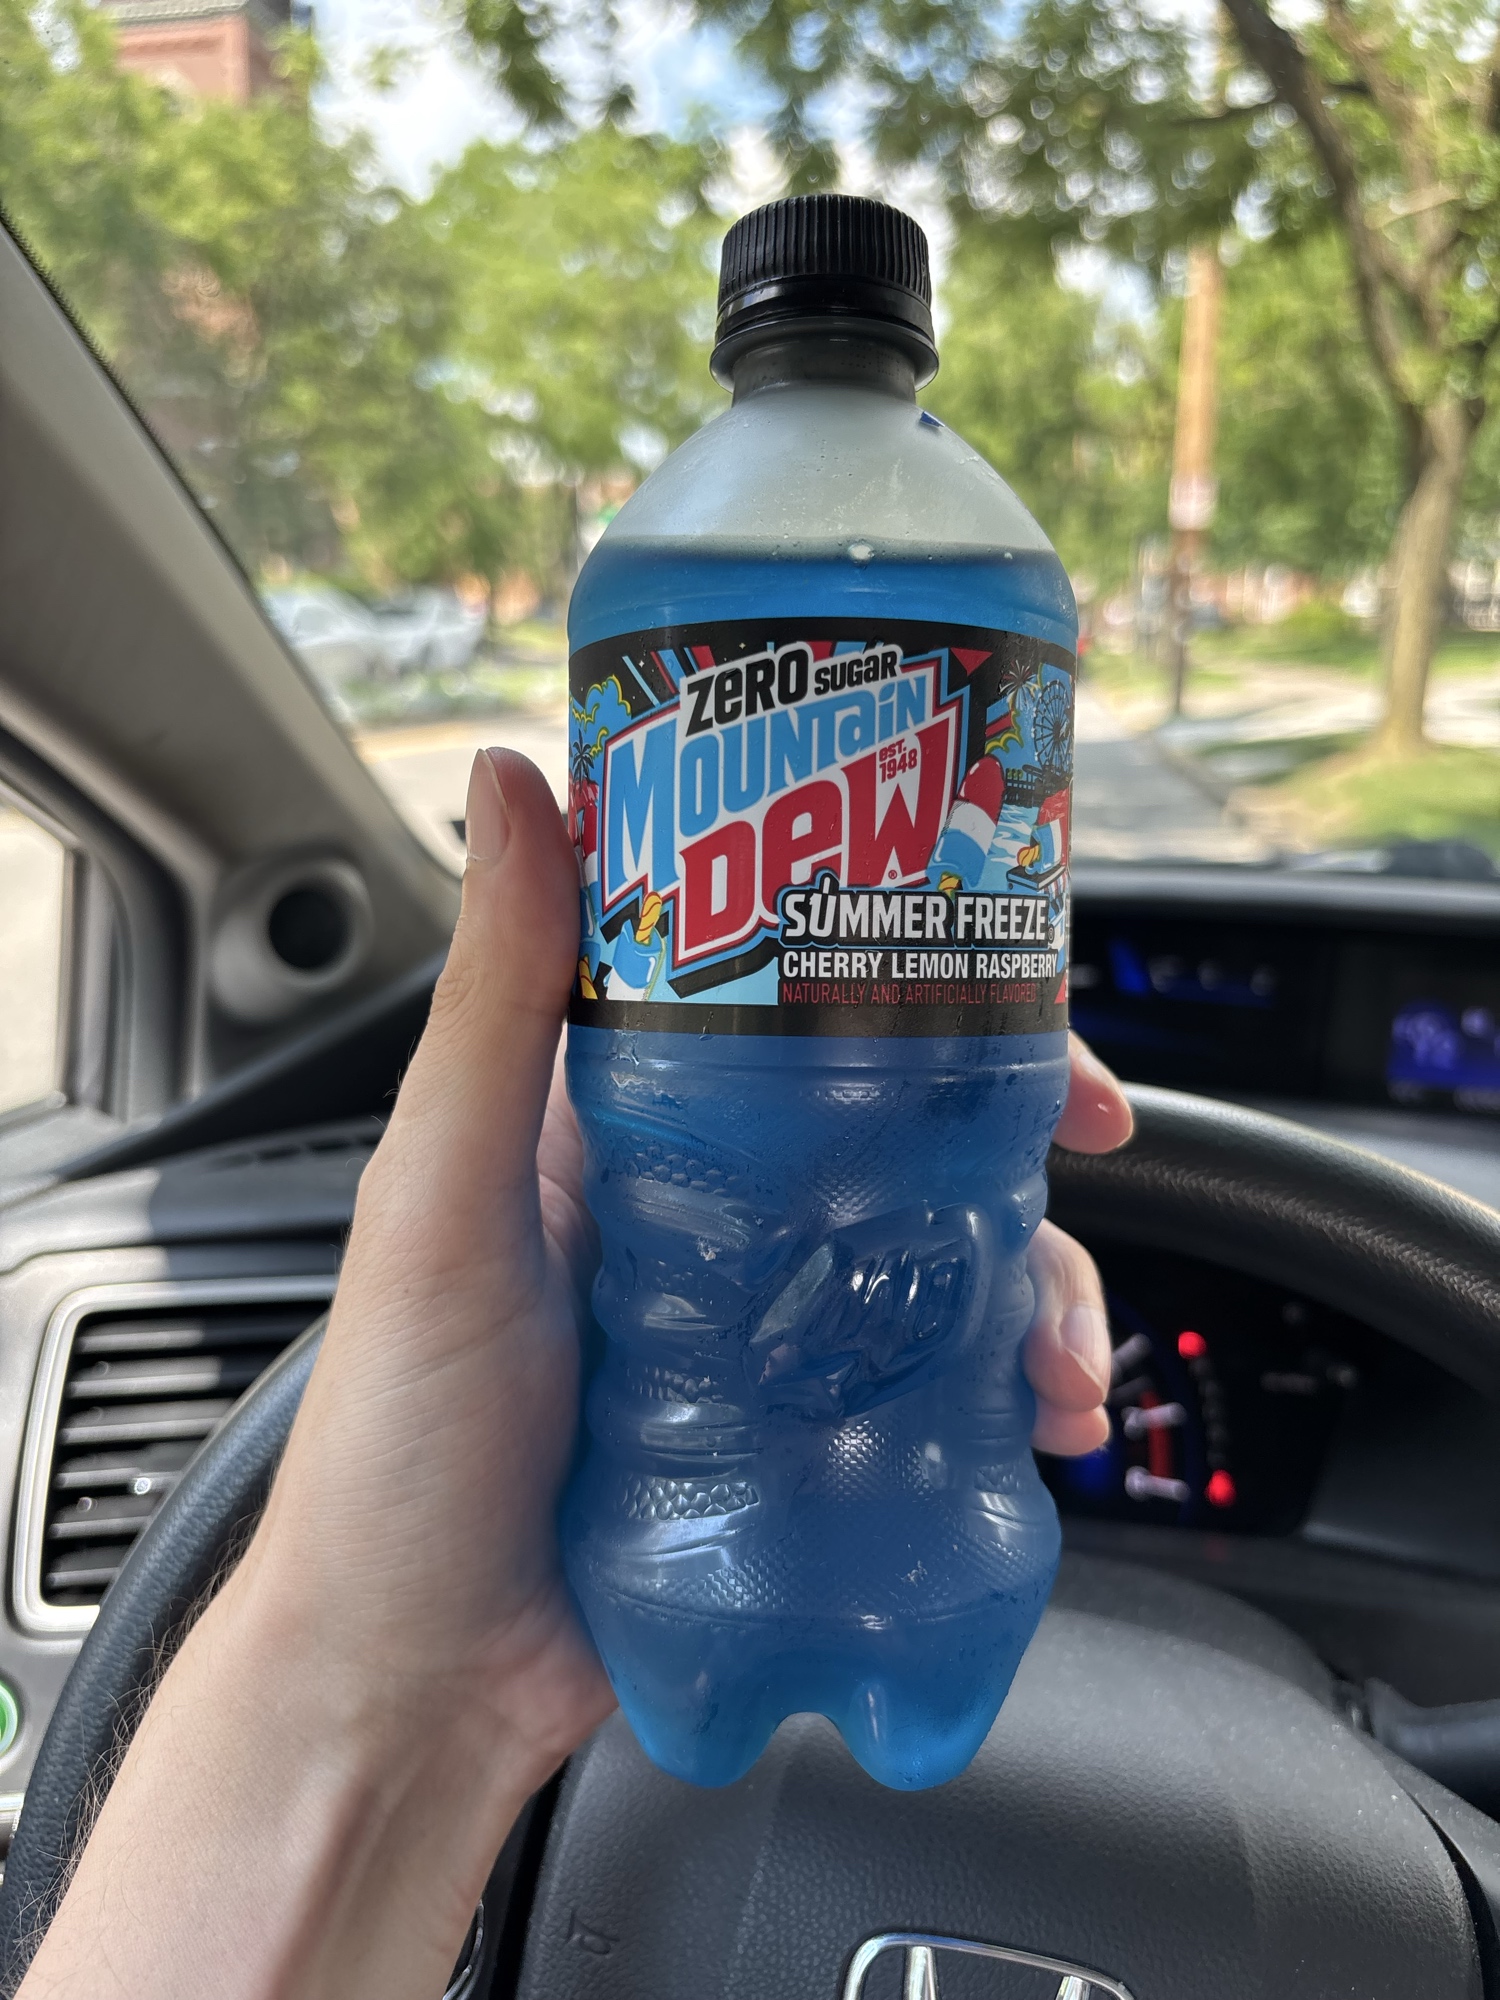 ZERO SUGAR
MOUNTAIN
DEW
EST.
1948
®
SUMMER FREEZE
CHERRY LEMON RASPBERRY
NATURALLY AND ARTIFICIALLY FLAVORED